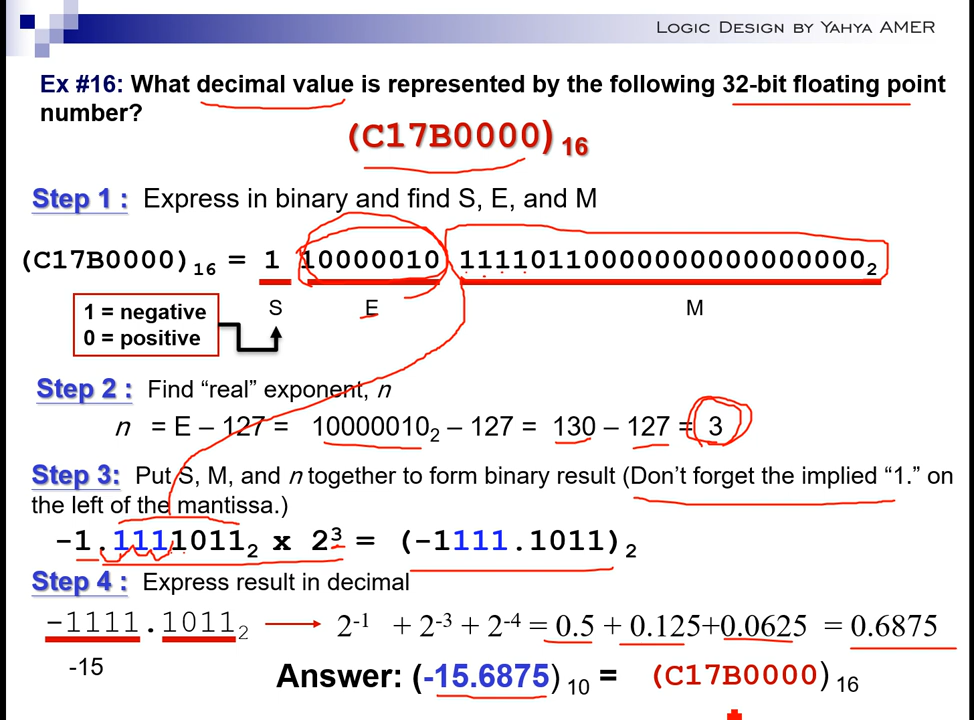 LOGIC DESIGN BY YAHYA AMER
Ex #16: What decimal value is represented by the following 32-bit floating point
number?
(C17B0000)16
Step 1 : Express in binary and find S, E, and M
(C17B0000)16 = 1 10000010 11110110000000000000000₂
1 = negative
0 = positive
S
E
M
Step 2 : Find “real” exponent, n
n = E – 127 = 10000010₂ – 127 = 130 – 127 = 3
Step 3: Put S, M, and n together to form binary result (Don’t forget the implied “1.” on
the left of the mantissa.)
-1.1111011₂ x 2³ = (-1111.1011)₂
Step 4 : Express result in decimal
-1111.1011₂ 2⁻¹ + 2⁻³ + 2⁻⁴ = 0.5 + 0.125+0.0625 = 0.6875
-15
Answer: (-15.6875)10 = (C17B0000)16